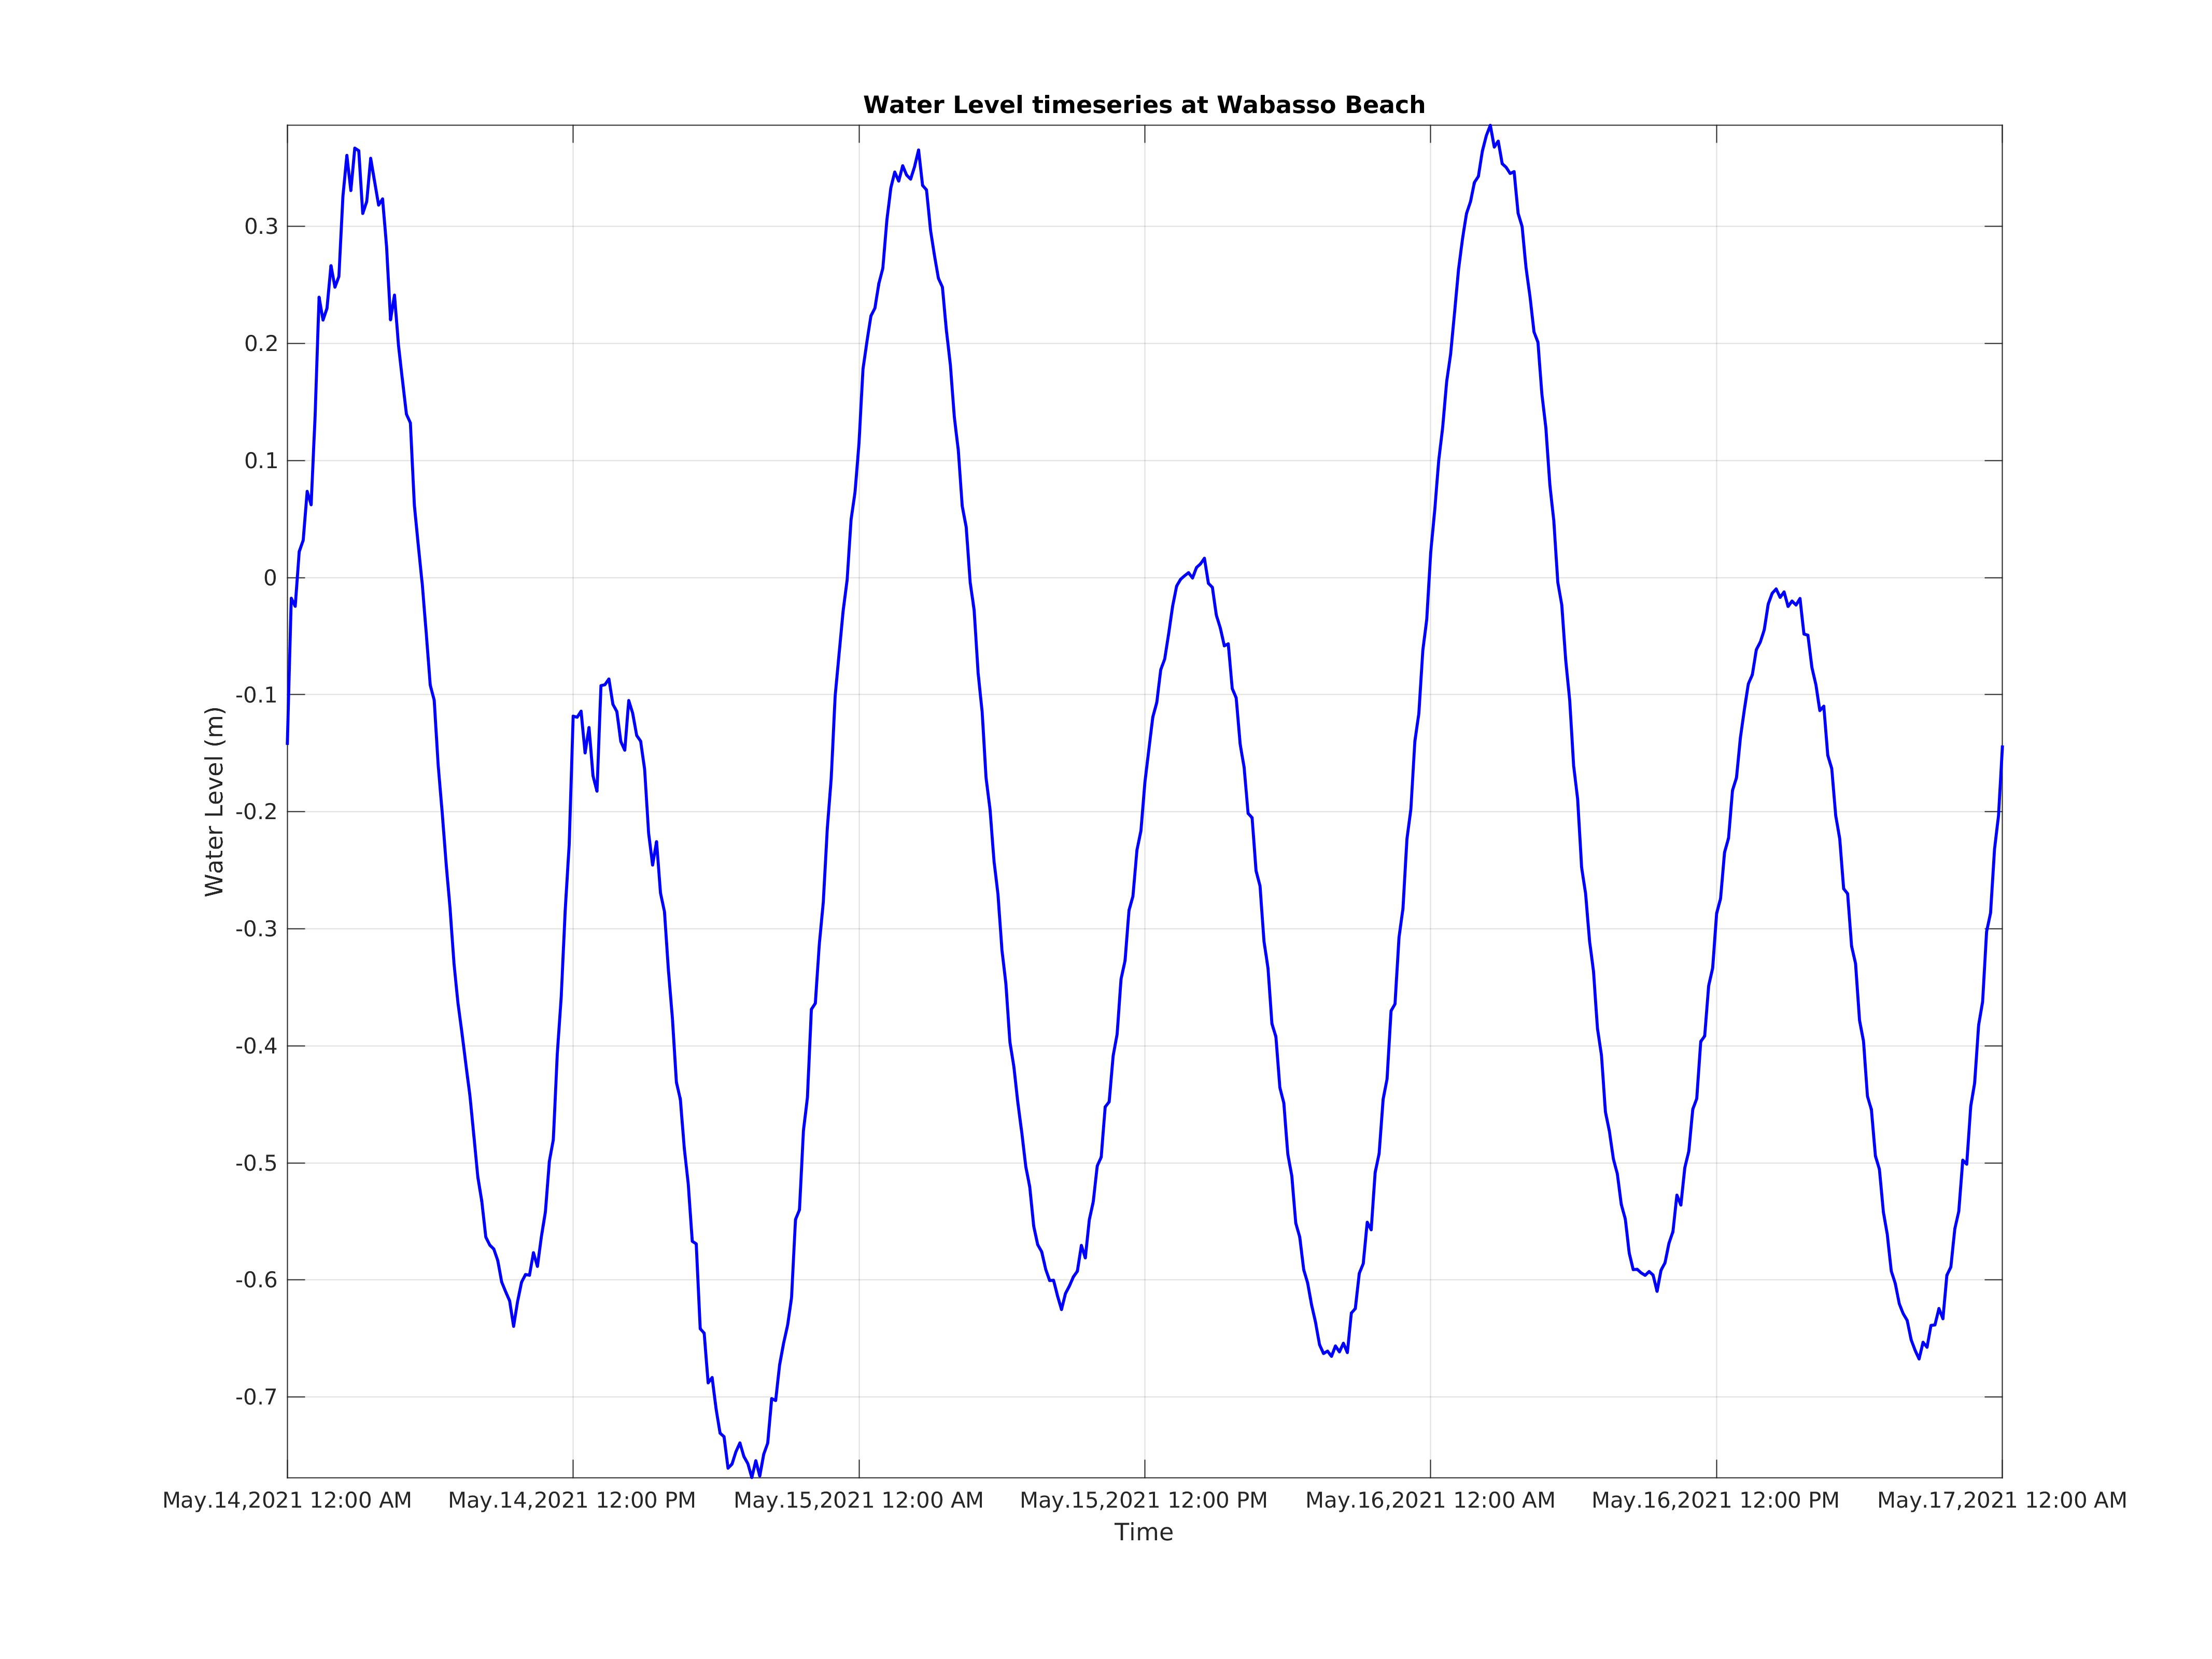 Water Level timeseries at Wabasso Beach
0.3
0.2
0.1
0
-0.1
-0.2
-0.3
-0.4
-0.5
-0.6
-0.7
Water Level (m)
May.14,2021 12:00 AM
May.14,2021 12:00 PM
May.15,2021 12:00 AM
May.15,2021 12:00 PM
May.16,2021 12:00 AM
May.16,2021 12:00 PM
May.17,2021 12:00 AM
Time